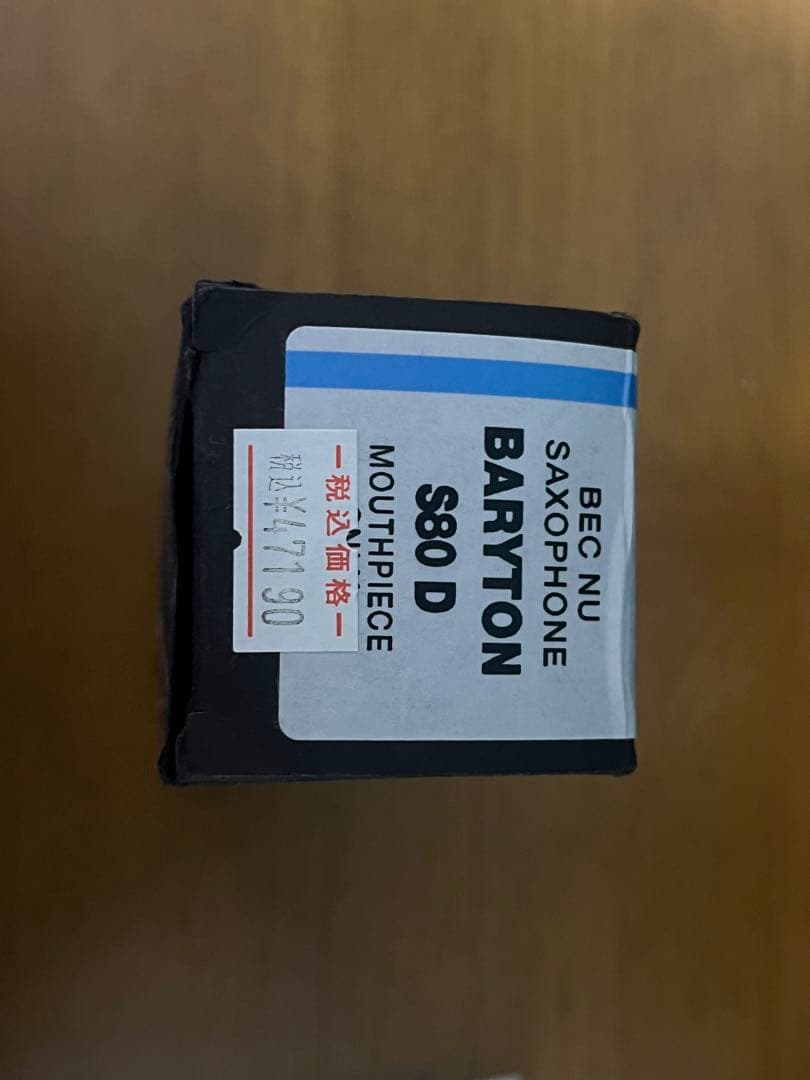 BEC NU
SAXOPHONE
BARYTON
S80 D
MOUTHPIECE
税込価格
税込¥47190